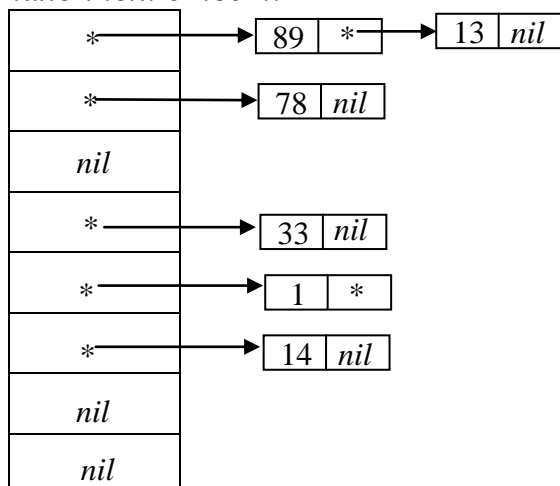 * 89 * 13 nil
* 78 nil
nil
* 33 nil
* 1 *
* 14 nil
nil
nil